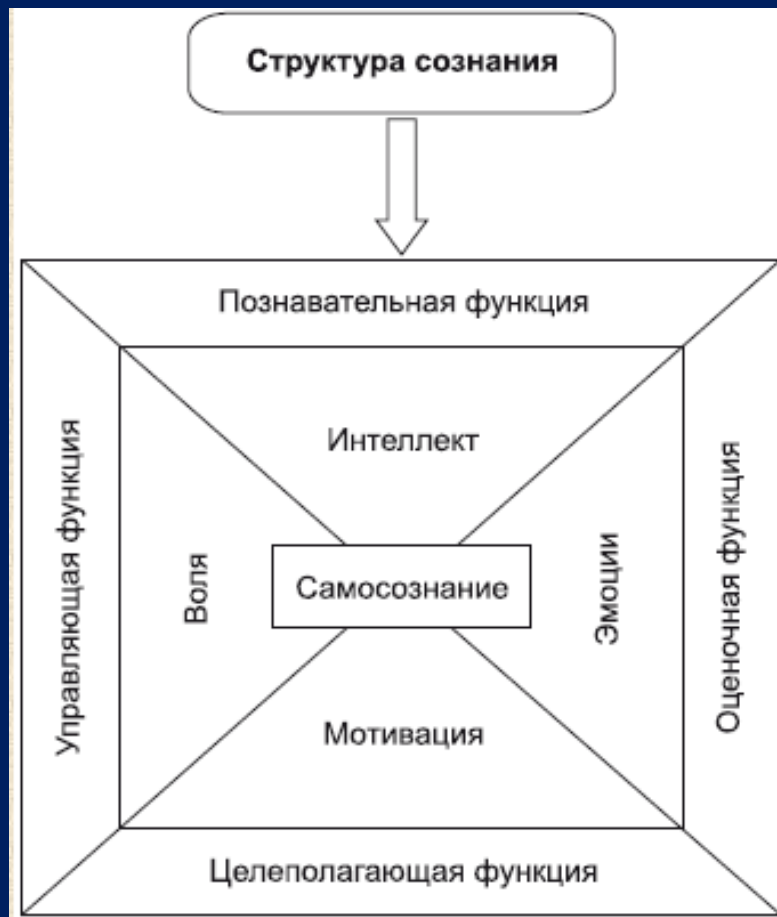 Структура сознания
Познавательная функция
Интеллект
Управляющая функция
Воля
Самосознание
Эмоции
Оценочная функция
Мотивация
Целеполагающая функция